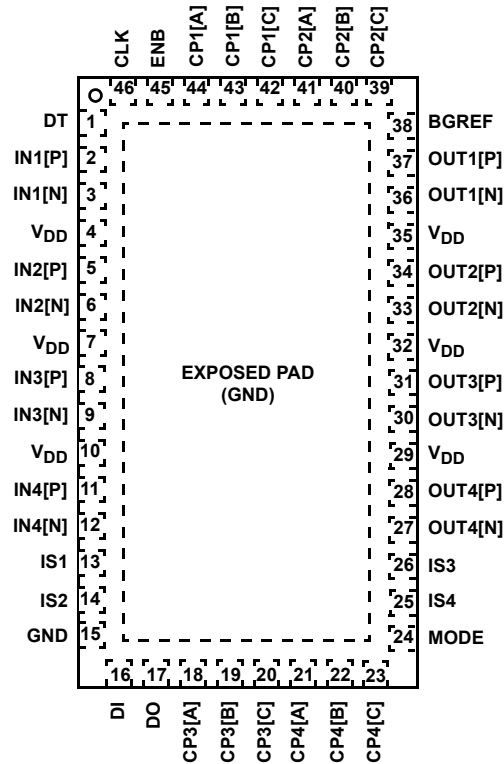 CLK
ENB
CP1[A]
CP1[B]
CP1[C]
CP2[A]
CP2[B]
CP2[C]
46 45 44 43 42 41 40 39
DT 1
IN1[P] 2
IN1[N] 3
VDD 4
IN2[P] 5
IN2[N] 6
VDD 7
IN3[P] 8
IN3[N] 9
VDD 10
IN4[P] 11
IN4[N] 12
IS1 13
IS2 14
GND 15
EXPOSED PAD
(GND)
38 BGREF
37 OUT1[P]
36 OUT1[N]
35 VDD
34 OUT2[P]
33 OUT2[N]
32 VDD
31 OUT3[P]
30 OUT3[N]
29 VDD
28 OUT4[P]
27 OUT4[N]
26 IS3
25 IS4
24 MODE
16 17 18 19 20 21 22 23
DI
DO
CP3[A]
CP3[B]
CP3[C]
CP4[A]
CP4[B]
CP4[C]